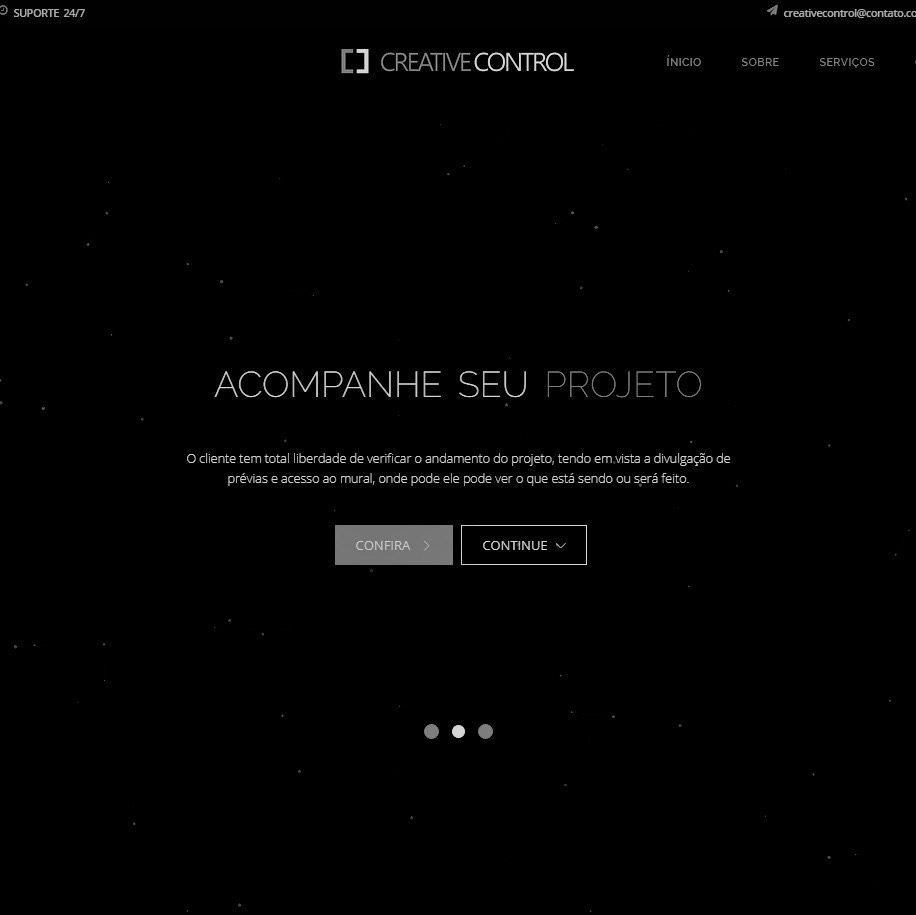 SUPORTE 24/7
creativecontrol@contato.co
CREATIVE CONTROL
ÍNICIO SOBRE SERVIÇOS
ACOMPANHE SEU PROJETO
O cliente tem total liberdade de verificar o andamento do projeto, tendo em vista a divulgação de
prévias e acesso ao mural, onde pode ele pode ver o que está sendo ou será feito.
CONFIRA
CONTINUE